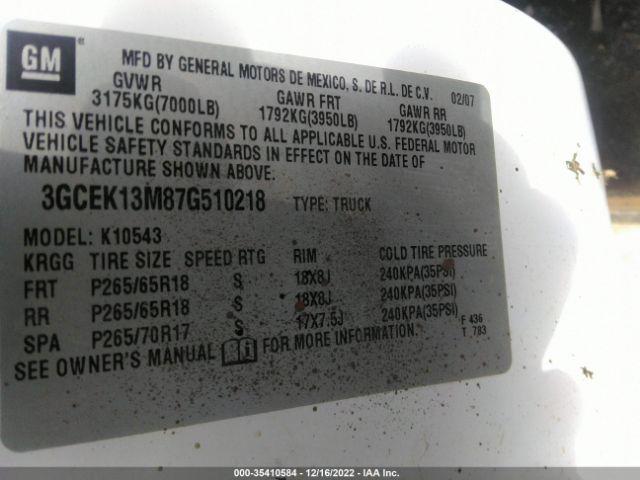 GM
MFD BY GENERAL MOTORS DE MEXICO, S. DE R.L. DE C.V. 02/07
GVWR GAWR FRT GAWR RR
3175KG(7000LB) 1792KG(3950LB) 1792KG(3950LB)
THIS VEHICLE CONFORMS TO ALL APPLICABLE U.S. FEDERAL MOTOR
VEHICLE SAFETY STANDARDS IN EFFECT ON THE DATE OF
MANUFACTURE SHOWN ABOVE.
3GCEK13M87G510218 TYPE: TRUCK
MODEL: K10543
KRGG TIRE SIZE SPEED RTG RIM COLD TIRE PRESSURE
FRT P265/65R18 S 18X8J 240KPA(35PSI)
RR P265/65R18 S 18X8J 240KPA(35PSI)
SPA P265/70R17 S 17X7.5J 240KPA(35PSI)
SEE OWNER'S MANUAL FOR MORE INFORMATION.
F 436
T 783
000-35410584 - 12/16/2022 - IAA Inc.